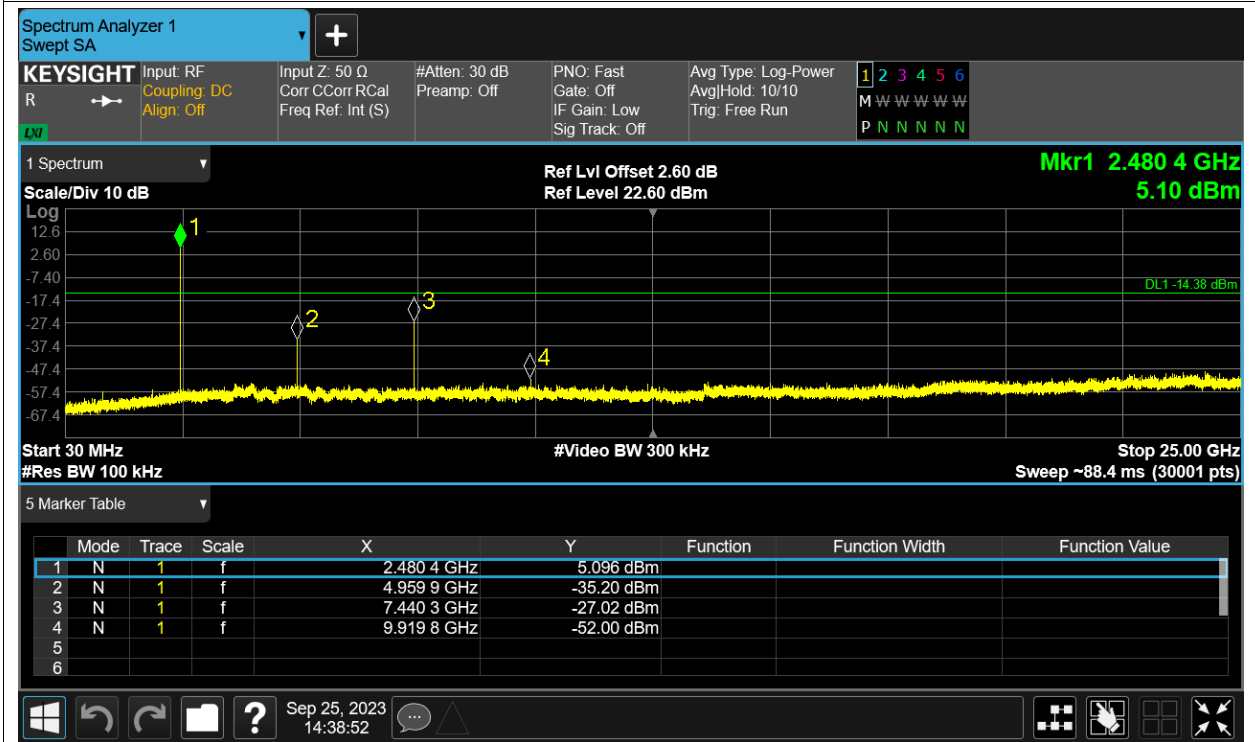 Spectrum Analyzer 1
Swept SA
KEYSIGHT Input: RF Input Z: 50 Ω #Atten: 30 dB PNO: Fast Avg Type: Log-Power 1 2 3 4 5 6
R Coupling: DC Corr CCorr RCal Preamp: Off Gate: Off Avg|Hold: 10/10 M W W W W W
Align: Off Freq Ref: Int (S) IF Gain: Low Trig: Free Run
LXI Sig Track: Off P N N N N N
1 Spectrum Ref Lvl Offset 2.60 dB Mkr1 2.480 4 GHz
Scale/Div 10 dB Ref Level 22.60 dBm 5.10 dBm
Log
12.6
2.60
-7.40
-17.4
-27.4
-37.4
-47.4
-57.4
-67.4
1
2
3
4
DL1 -14.38 dBm
Start 30 MHz #Video BW 300 kHz Stop 25.00 GHz
#Res BW 100 kHz Sweep ~88.4 ms (30001 pts)
5 Marker Table
Mode Trace Scale X Y Function Function Width Function Value
1 N 1 f 2.480 4 GHz 5.096 dBm
2 N 1 f 4.959 9 GHz -35.20 dBm
3 N 1 f 7.440 3 GHz -27.02 dBm
4 N 1 f 9.919 8 GHz -52.00 dBm
5
6
? Sep 25, 2023
14:38:52